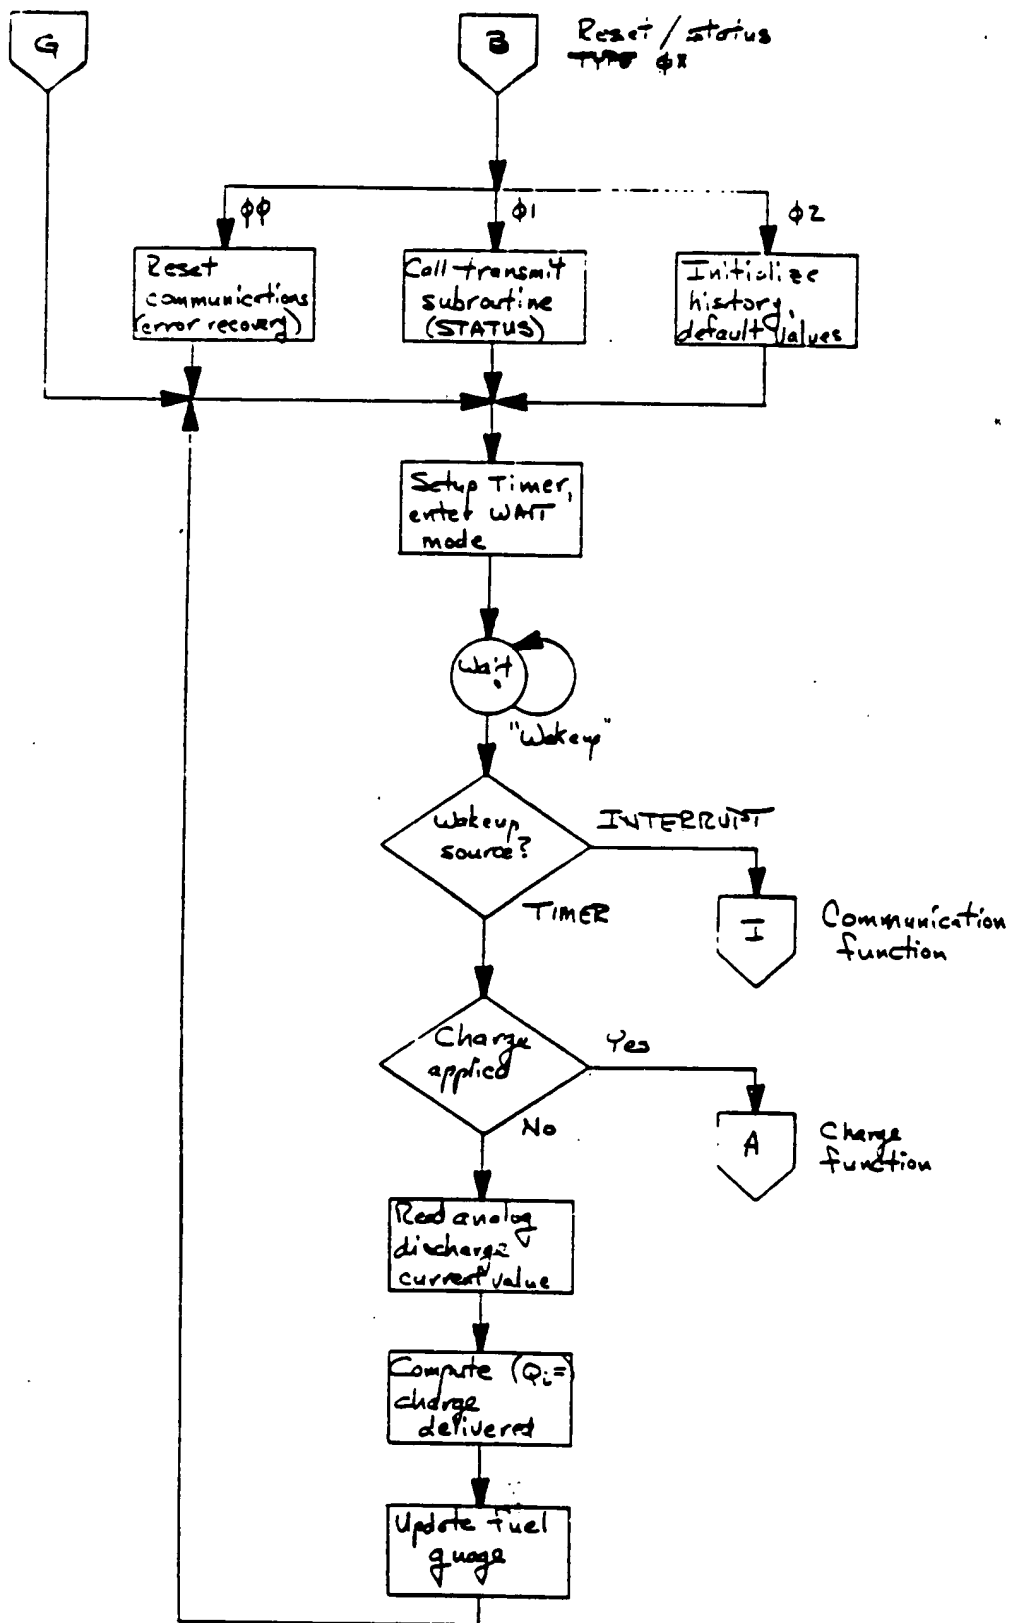 G
B
Reset / status
TYPE φX
φφ
φ1
φ2
Reset
communications
(error recovery)
Call transmit
subroutine
(STATUS)
Initialize
history,
default values
Setup Timer,
enter WAIT
mode
Wait
"Wakeup"
Wakeup
source?
INTERRUPT
TIMER
I
Communication
function
Charge
applied
Yes
No
A
Charge
function
Read analog
discharge
current value
Compute (Qi=)
charge
delivered
Update Fuel
guage